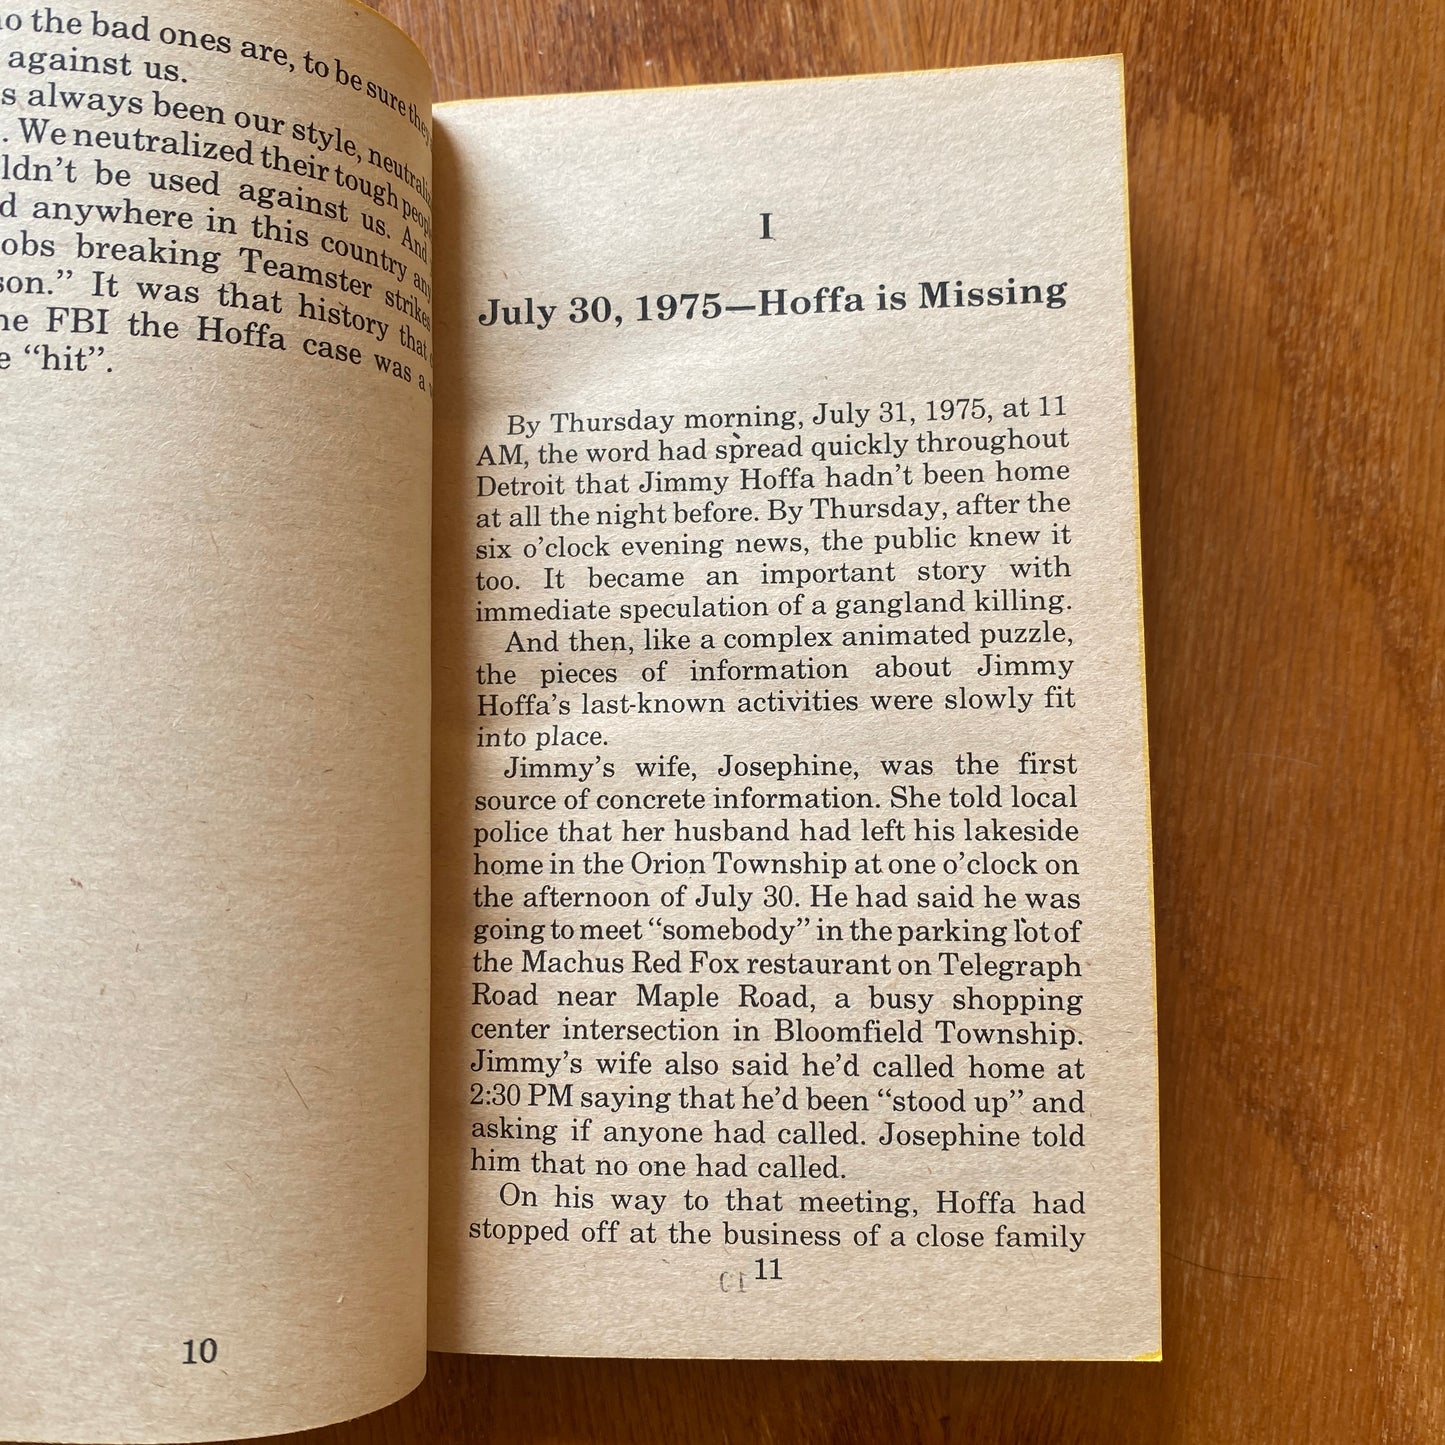 the bad ones are, to be sure they
against us.
always been our style,
. We neutralized their tough
be used against us. And
anywhere in this country
breaking Teamster strikes
It was that history that
FBI the Hoffa case was a
"hit".
10
I
July 30, 1975—Hoffa is Missing
By Thursday morning, July 31, 1975, at 11
AM, the word had spread quickly throughout
Detroit that Jimmy Hoffa hadn't been home
at all the night before. By Thursday, after the
six o'clock evening news, the public knew it
too. It became an important story with
immediate speculation of a gangland killing.
And then, like a complex animated puzzle,
the pieces of information about Jimmy
Hoffa's last-known activities were slowly fit
into place.
Jimmy's wife, Josephine, was the first
source of concrete information. She told local
police that her husband had left his lakeside
home in the Orion Township at one o'clock on
the afternoon of July 30. He had said he was
going to meet "somebody" in the parking lot of
the Machus Red Fox restaurant on Telegraph
Road near Maple Road, a busy shopping
center intersection in Bloomfield Township.
Jimmy's wife also said he'd called home at
2:30 PM saying that he'd been "stood up" and
asking if anyone had called. Josephine told
him that no one had called.
On his way to that meeting, Hoffa had
stopped off at the business of a close family
11